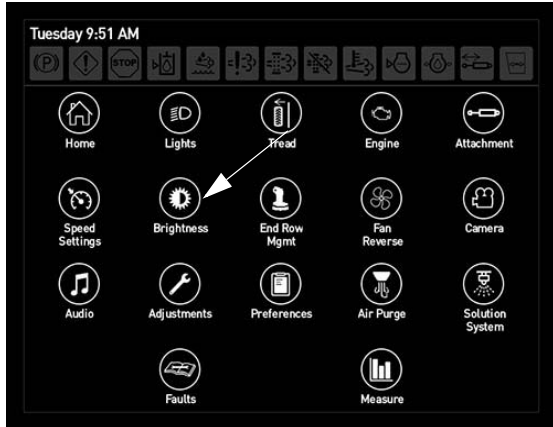 Tuesday 9:51 AM
(P) STOP
Home Lights Tread Engine Attachment
Speed Brightness End Row Fan Camera
Settings Mgmt Reverse
Audio Adjustments Preferences Air Purge Solution
System
Faults Measure